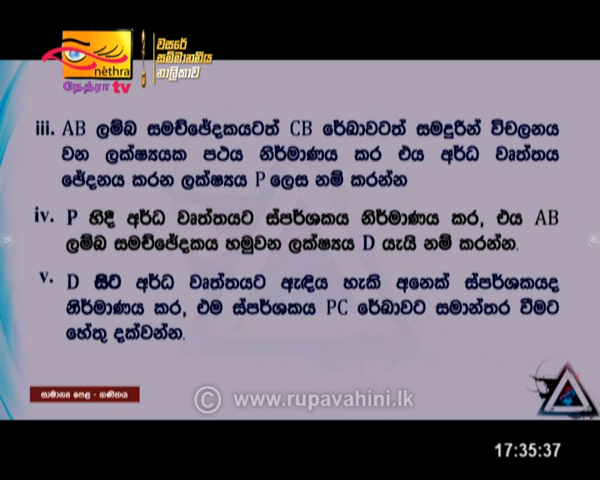 වසරේ
සම්මානනීය
නාලිකාව
nethra
நேத்ரா tv
iii. AB ලම්බ සමච්ඡේදකයටත් CB රේඛාවටත් සමදුරින් විචලනය
වන ලක්ෂ්‍යයක පථය නිර්මාණය කර එය අර්ධ වෘත්තය
ඡේදනය කරන ලක්ෂ්‍යය P ලෙස නම් කරන්න
iv. P හිදී අර්ධ වෘත්තයට ස්පර්ශකය නිර්මාණය කර, එය AB
ලම්බ සමච්ඡේදකය හමුවන ලක්ෂ්‍යය D යැයි නම් කරන්න.
v. D සිට අර්ධ වෘත්තයට ඇඳිය හැකි අනෙක් ස්පර්ශකයද
නිර්මාණය කර, එම ස්පර්ශකය PC රේඛාවට සමාන්තර වීමට
හේතු දක්වන්න.
සාමාන්‍ය පෙළ - ගණිතය
© www.rupavahini.lk
17:35:37